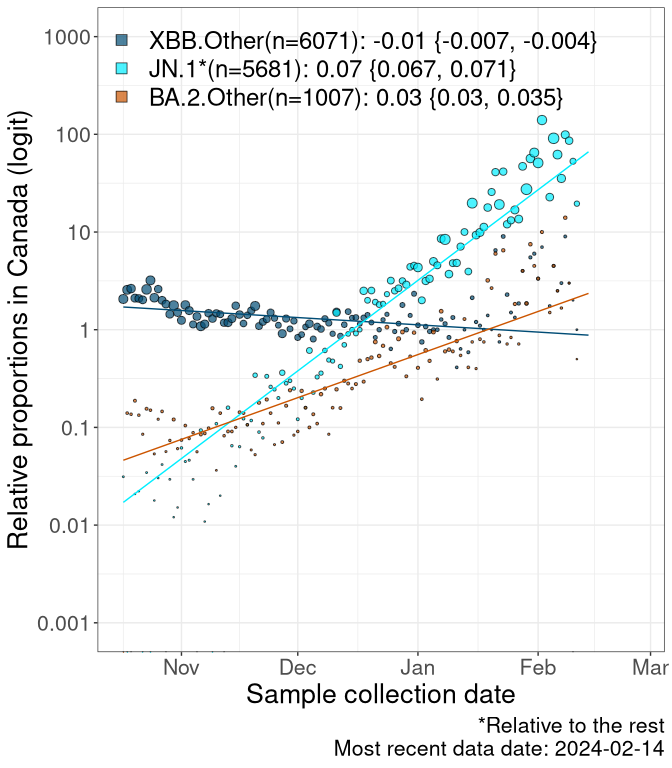 XBB.Other(n=6071): -0.01 {-0.007, -0.004}
JN.1*(n=5681): 0.07 {0.067, 0.071}
BA.2.Other(n=1007): 0.03 {0.03, 0.035}
Relative proportions in Canada (logit)
1000
100
10
1
0.1
0.01
0.001
Nov Dec Jan Feb Mar
Sample collection date
*Relative to the rest
Most recent data date: 2024-02-14